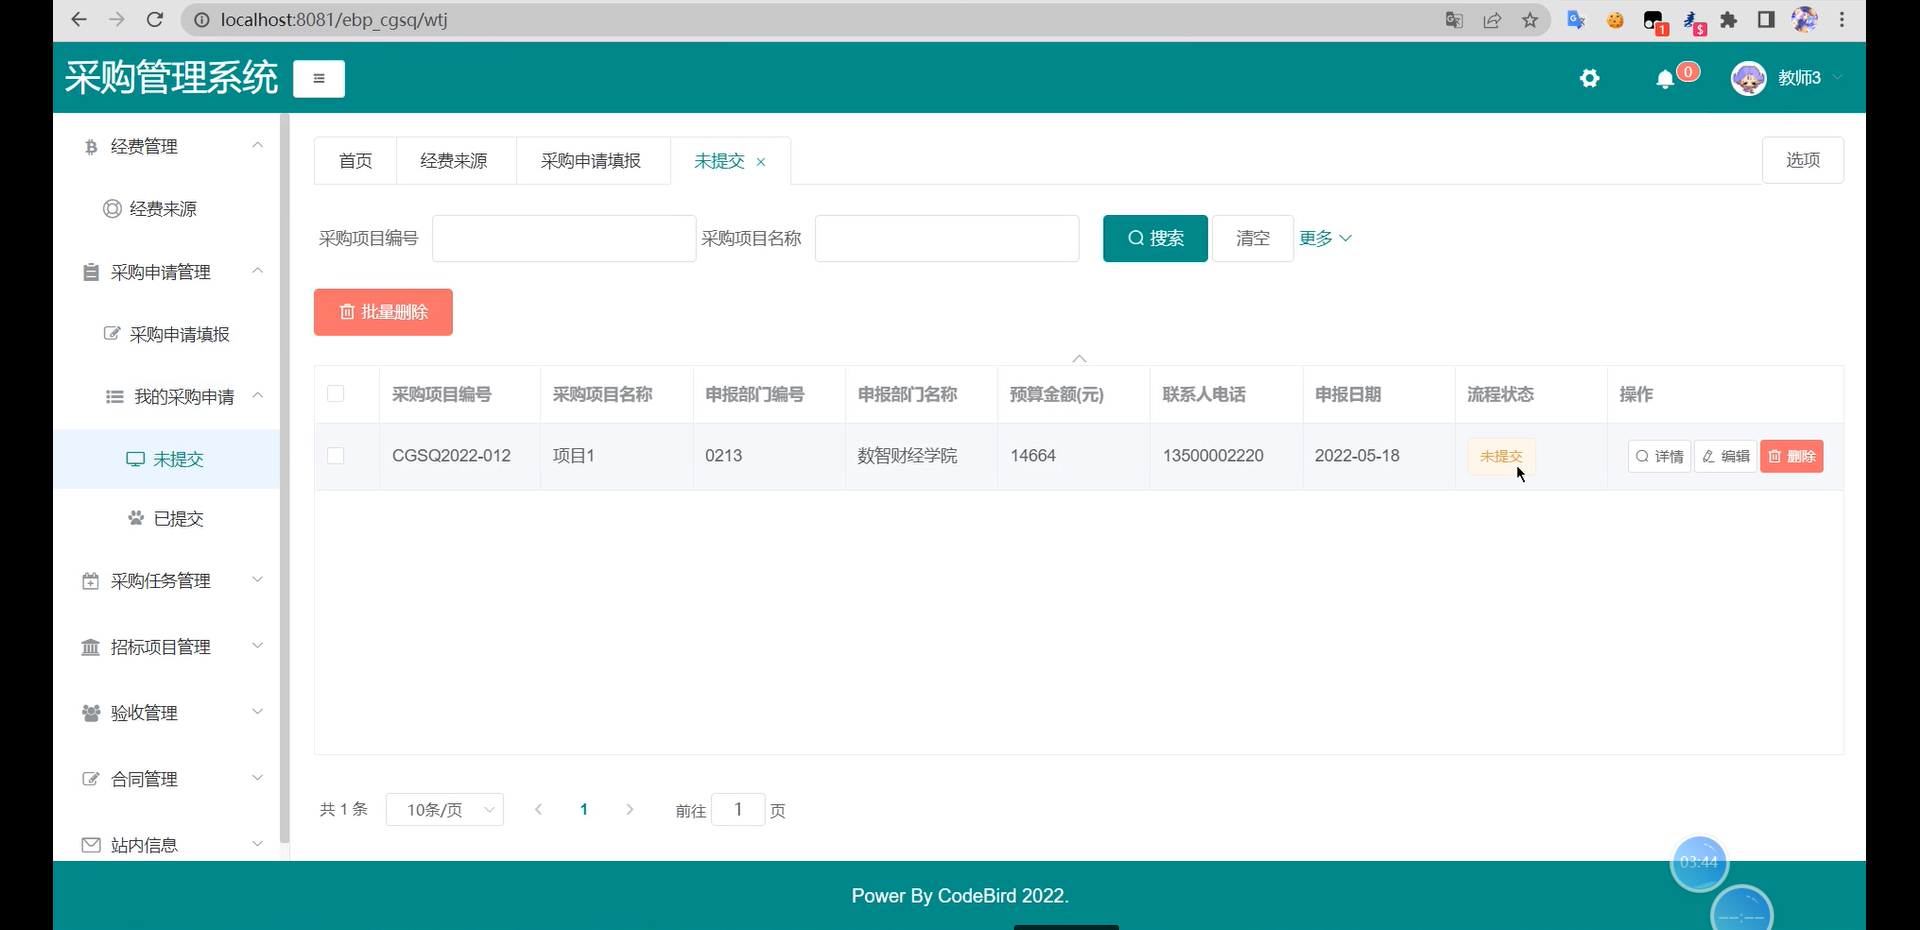 localhost:8081/ebp_cgsq/wtj
1
$
采购管理系统
0
教师3
经费管理
经费来源
采购申请管理
采购申请填报
我的采购申请
未提交
已提交
采购任务管理
招标项目管理
验收管理
合同管理
站内信息
首页 经费来源 采购申请填报 未提交 ×
选项
采购项目编号 采购项目名称 搜索 清空 更多
批量删除
采购项目编号 采购项目名称 申报部门编号 申报部门名称 预算金额(元) 联系人电话 申报日期 流程状态 操作
CGSQ2022-012 项目1 0213 数智财经学院 14664 13500002220 2022-05-18 未提交 详情 编辑 删除
共 1 条 10条/页 1 前往 1 页
03:44
Power By CodeBird 2022.
--:--